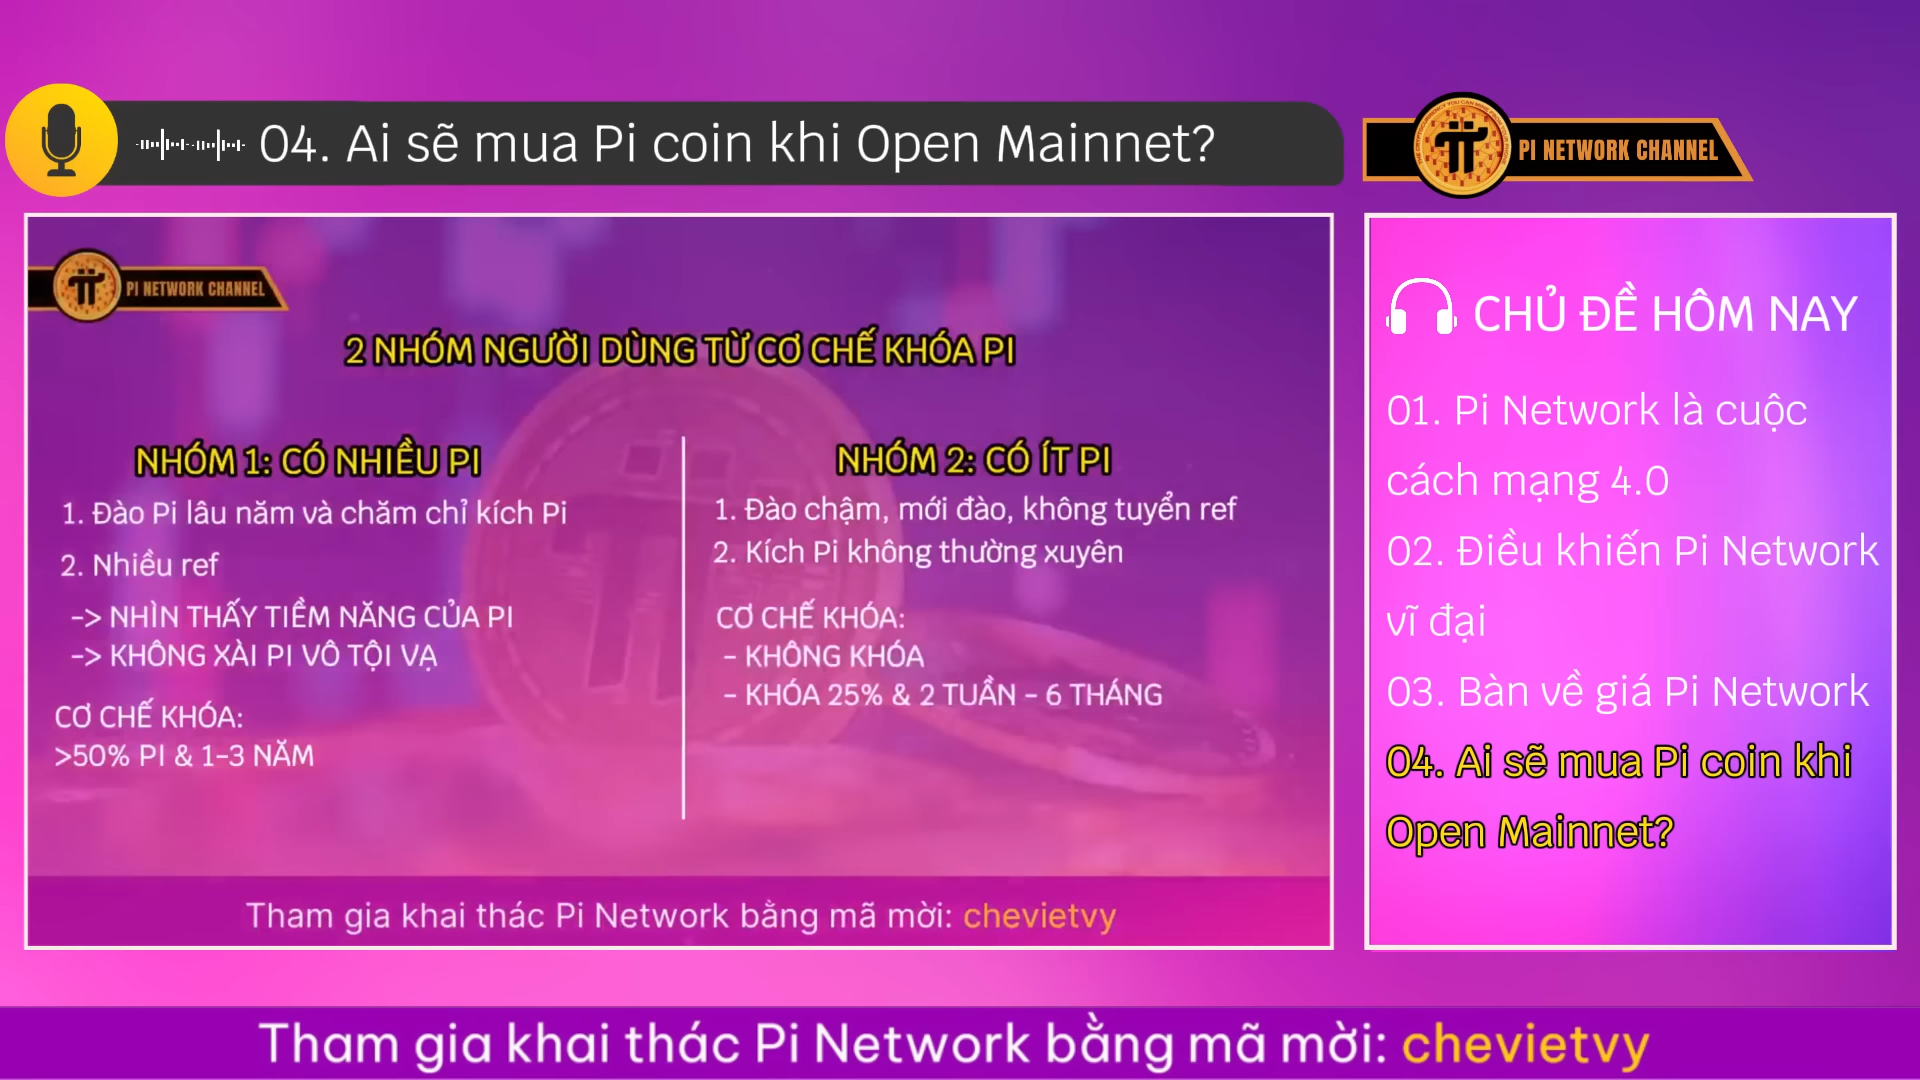 04. Ai sẽ mua Pi coin khi Open Mainnet?
PI NETWORK CHANNEL
PI NETWORK CHANNEL
2 NHÓM NGƯỜI DÙNG TỪ CƠ CHẾ KHÓA PI
NHÓM 1: CÓ NHIỀU PI
1. Đào Pi lâu năm và chăm chỉ kích Pi
2. Nhiều ref
-> NHÌN THẤY TIỀM NĂNG CỦA PI
-> KHÔNG XÀI PI VÔ TỘI VẠ
CƠ CHẾ KHÓA:
>50% PI & 1-3 NĂM
NHÓM 2: CÓ ÍT PI
1. Đào chậm, mới đào, không tuyển ref
2. Kích Pi không thường xuyên
CƠ CHẾ KHÓA:
- KHÔNG KHÓA
- KHÓA 25% & 2 TUẦN - 6 THÁNG
Tham gia khai thác Pi Network bằng mã mời: chevietvy
CHỦ ĐỀ HÔM NAY
01. Pi Network là cuộc
cách mạng 4.0
02. Điều khiến Pi Network
vĩ đại
03. Bàn về giá Pi Network
04. Ai sẽ mua Pi coin khi
Open Mainnet?
Tham gia khai thác Pi Network bằng mã mời: chevietvy